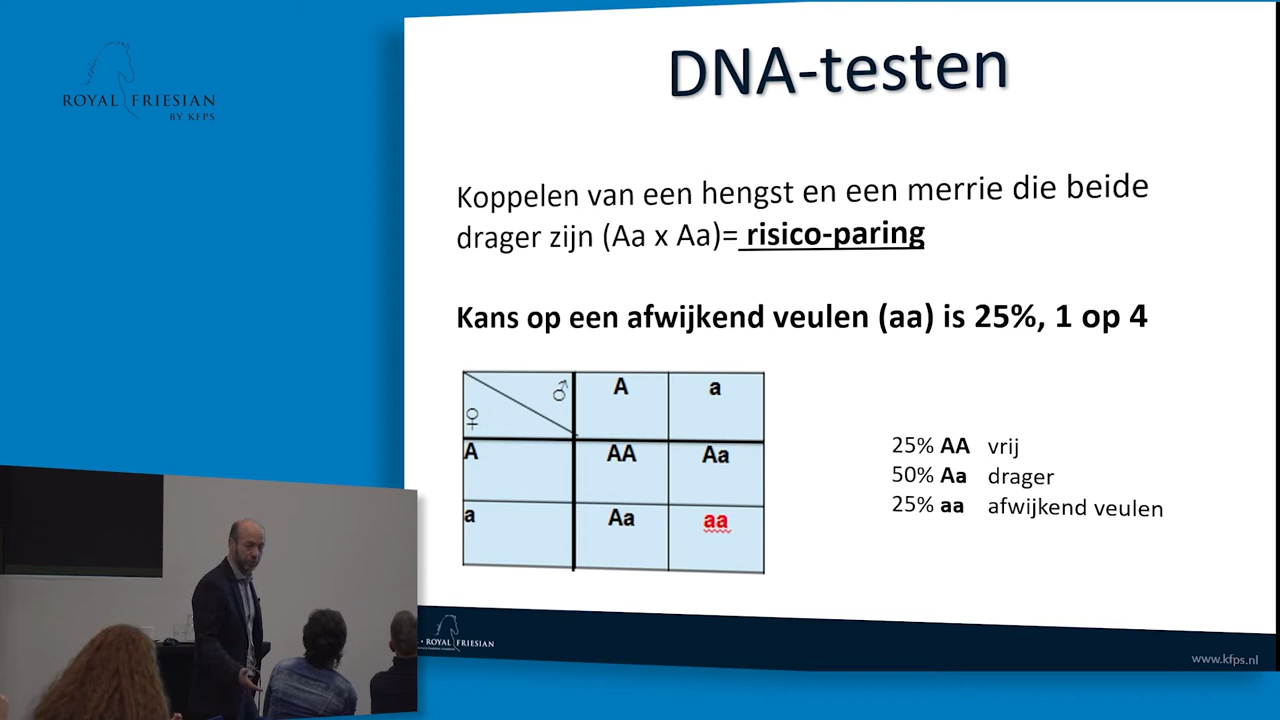 ROYAL FRIESIAN
BY KFPS
DNA-testen
Koppelen van een hengst en een merrie die beide
drager zijn (Aa x Aa)= risico-paring
Kans op een afwijkend veulen (aa) is 25%, 1 op 4
♂ A a
♀
A AA Aa
a Aa aa
25% AA vrij
50% Aa drager
25% aa afwijkend veulen
ROYAL FRIESIAN
www.kfps.nl